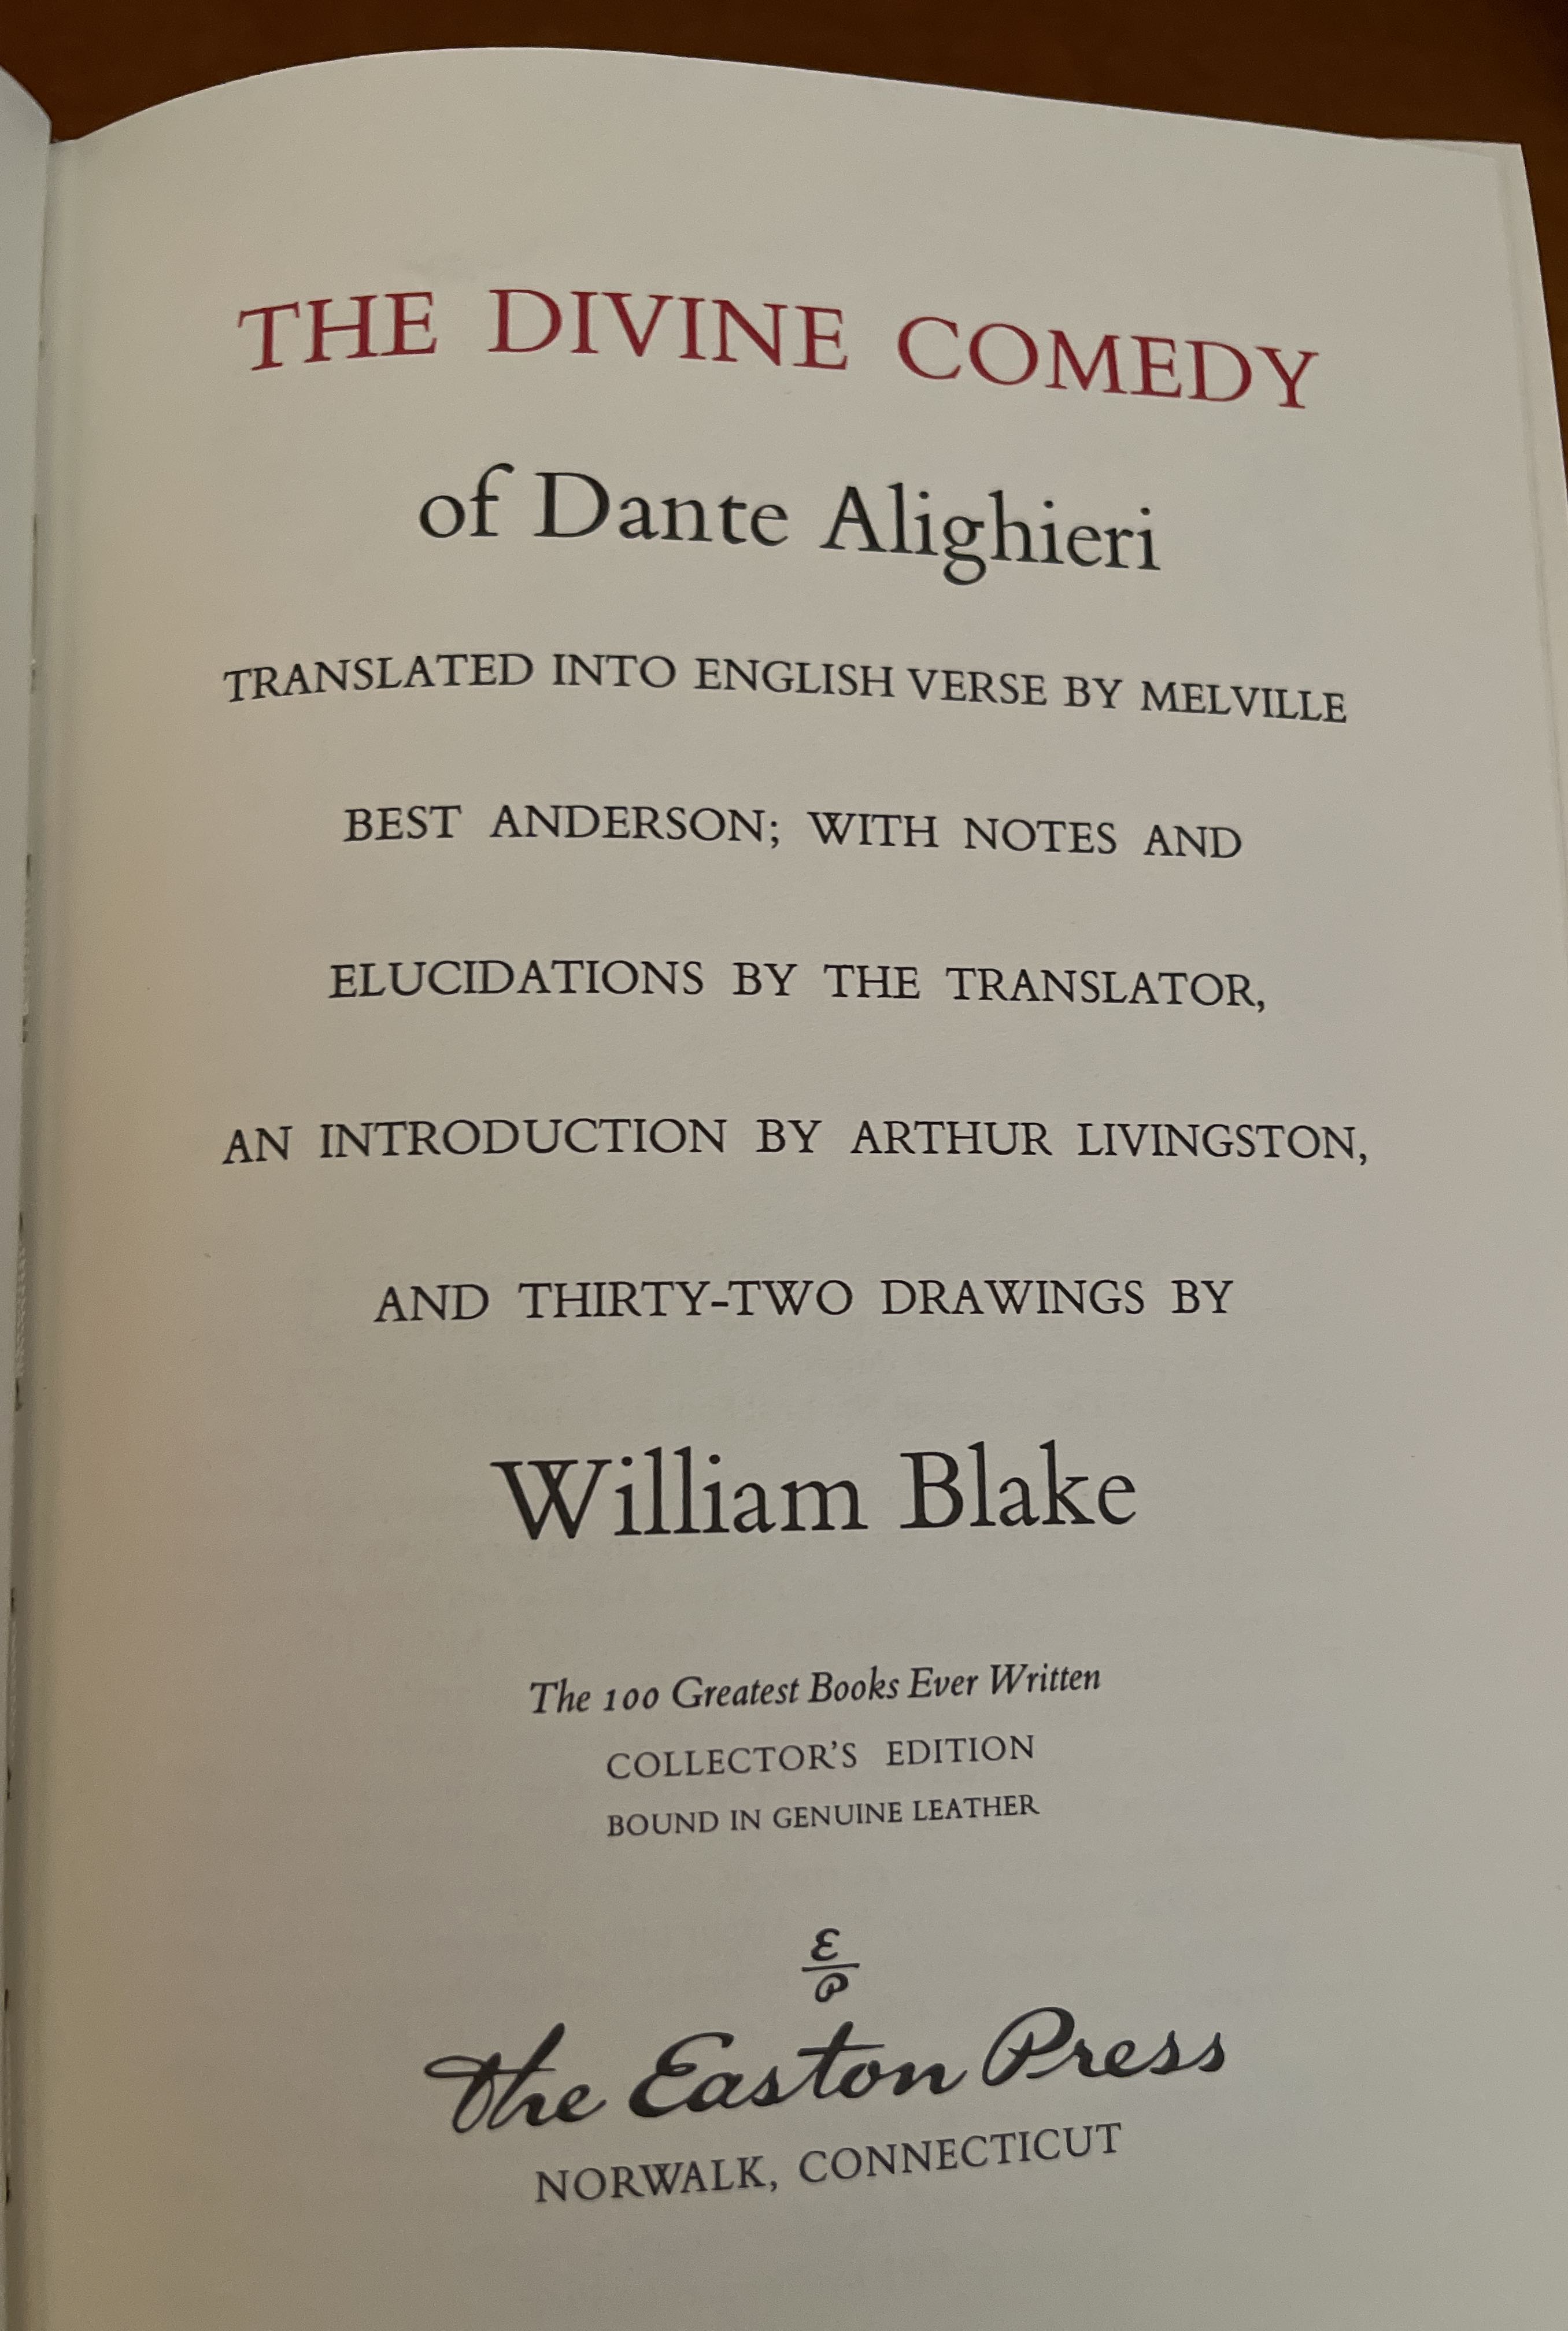 THE DIVINE COMEDY
of Dante Alighieri
TRANSLATED INTO ENGLISH VERSE BY MELVILLE
BEST ANDERSON; WITH NOTES AND
ELUCIDATIONS BY THE TRANSLATOR,
AN INTRODUCTION BY ARTHUR LIVINGSTON,
AND THIRTY-TWO DRAWINGS BY
William Blake
The 100 Greatest Books Ever Written
COLLECTOR'S EDITION
BOUND IN GENUINE LEATHER
E
P
The Easton Press
NORWALK, CONNECTICUT